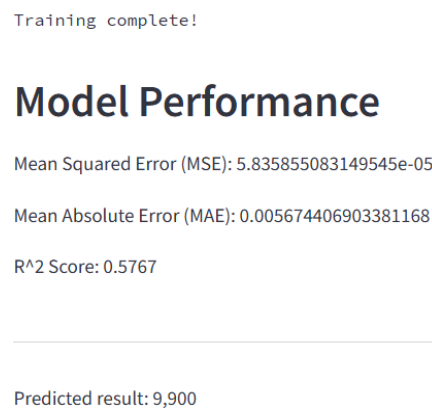 Training complete!
Model Performance
Mean Squared Error (MSE): 5.835855083149545e-05
Mean Absolute Error (MAE): 0.005674406903381168
R^2 Score: 0.5767
Predicted result: 9,900